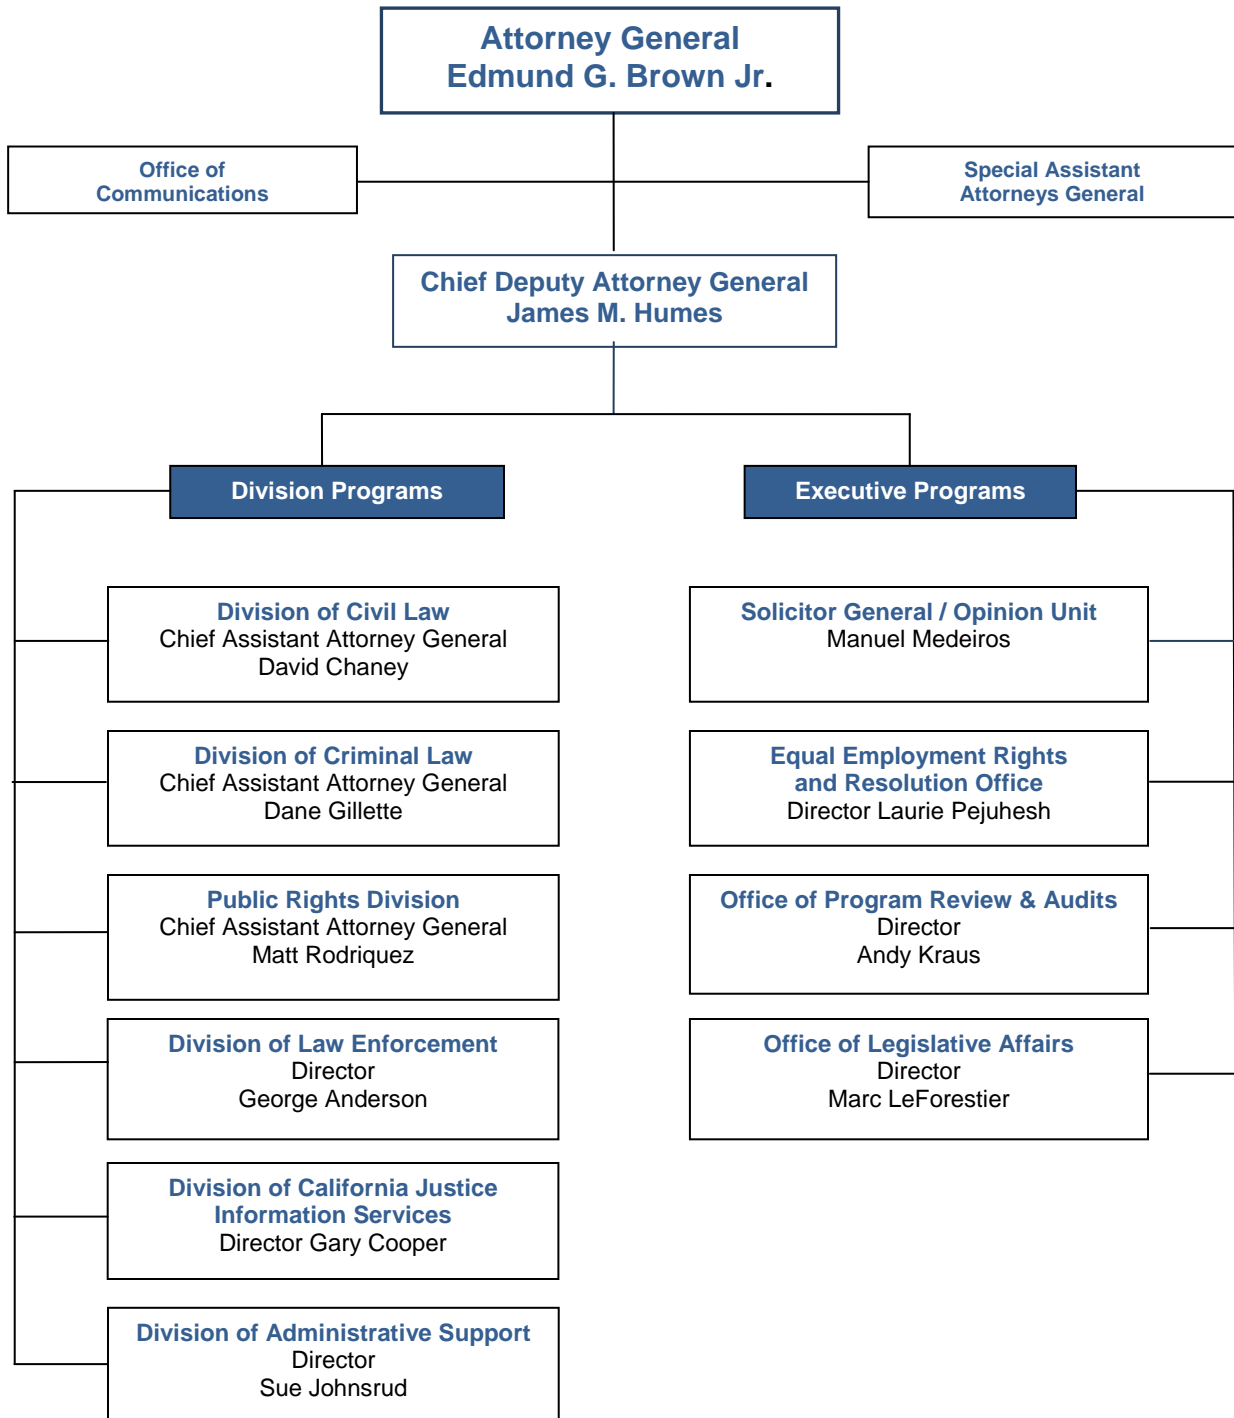 Attorney General
Edmund G. Brown Jr.
Office of
Communications
Special Assistant
Attorneys General
Chief Deputy Attorney General
James M. Humes
Division Programs
Executive Programs
Division of Civil Law
Chief Assistant Attorney General
David Chaney
Solicitor General / Opinion Unit
Manuel Medeiros
Division of Criminal Law
Chief Assistant Attorney General
Dane Gillette
Equal Employment Rights
and Resolution Office
Director Laurie Pejuhesh
Public Rights Division
Chief Assistant Attorney General
Matt Rodriquez
Office of Program Review & Audits
Director
Andy Kraus
Division of Law Enforcement
Director
George Anderson
Office of Legislative Affairs
Director
Marc LeForestier
Division of California Justice
Information Services
Director Gary Cooper
Division of Administrative Support
Director
Sue Johnsrud